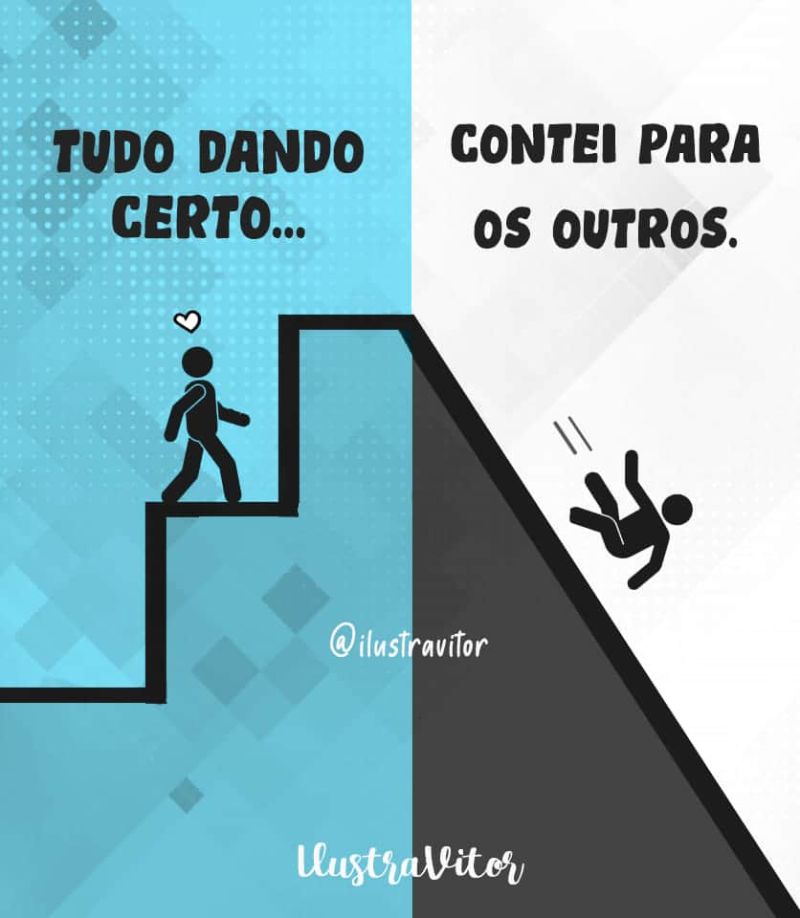 TUDO DANDO
CERTO...
CONTEI PARA
OS OUTROS.
@ilustravitor
IlustraVitor